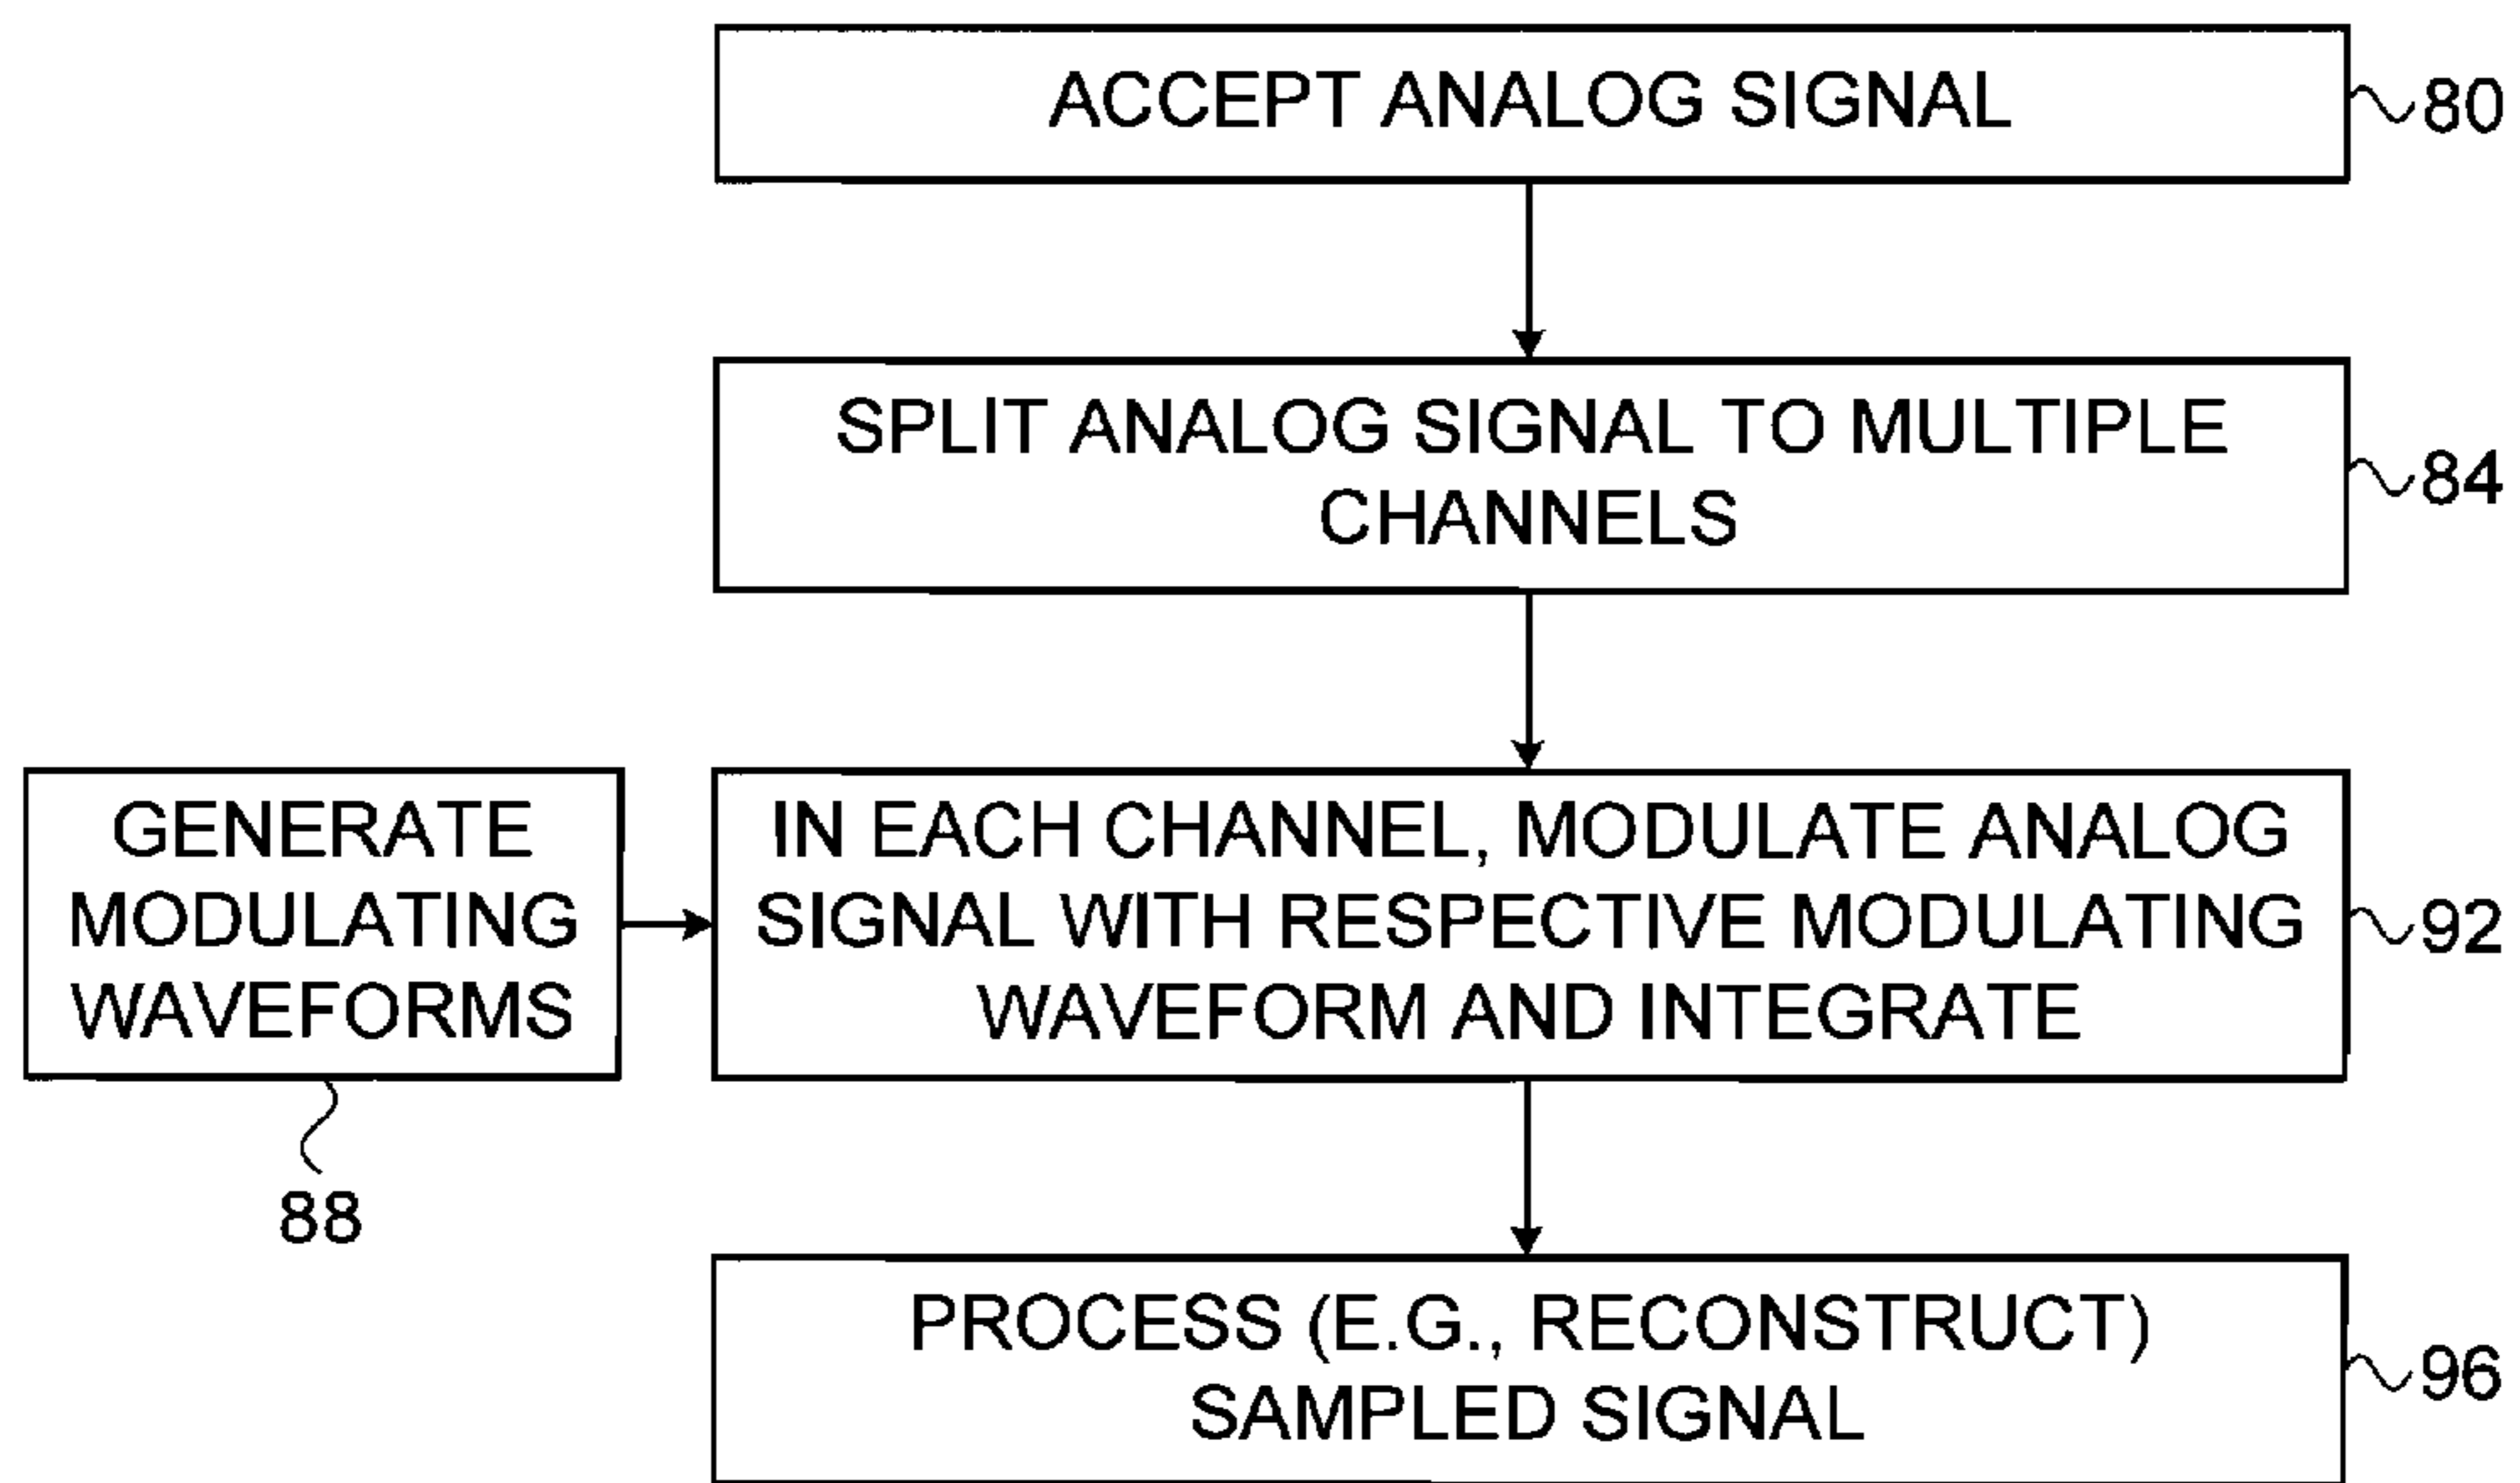 ACCEPT ANALOG SIGNAL
80
SPLIT ANALOG SIGNAL TO MULTIPLE
CHANNELS
84
GENERATE
MODULATING
WAVEFORMS
88
IN EACH CHANNEL, MODULATE ANALOG
SIGNAL WITH RESPECTIVE MODULATING
WAVEFORM AND INTEGRATE
92
PROCESS (E.G., RECONSTRUCT)
SAMPLED SIGNAL
96